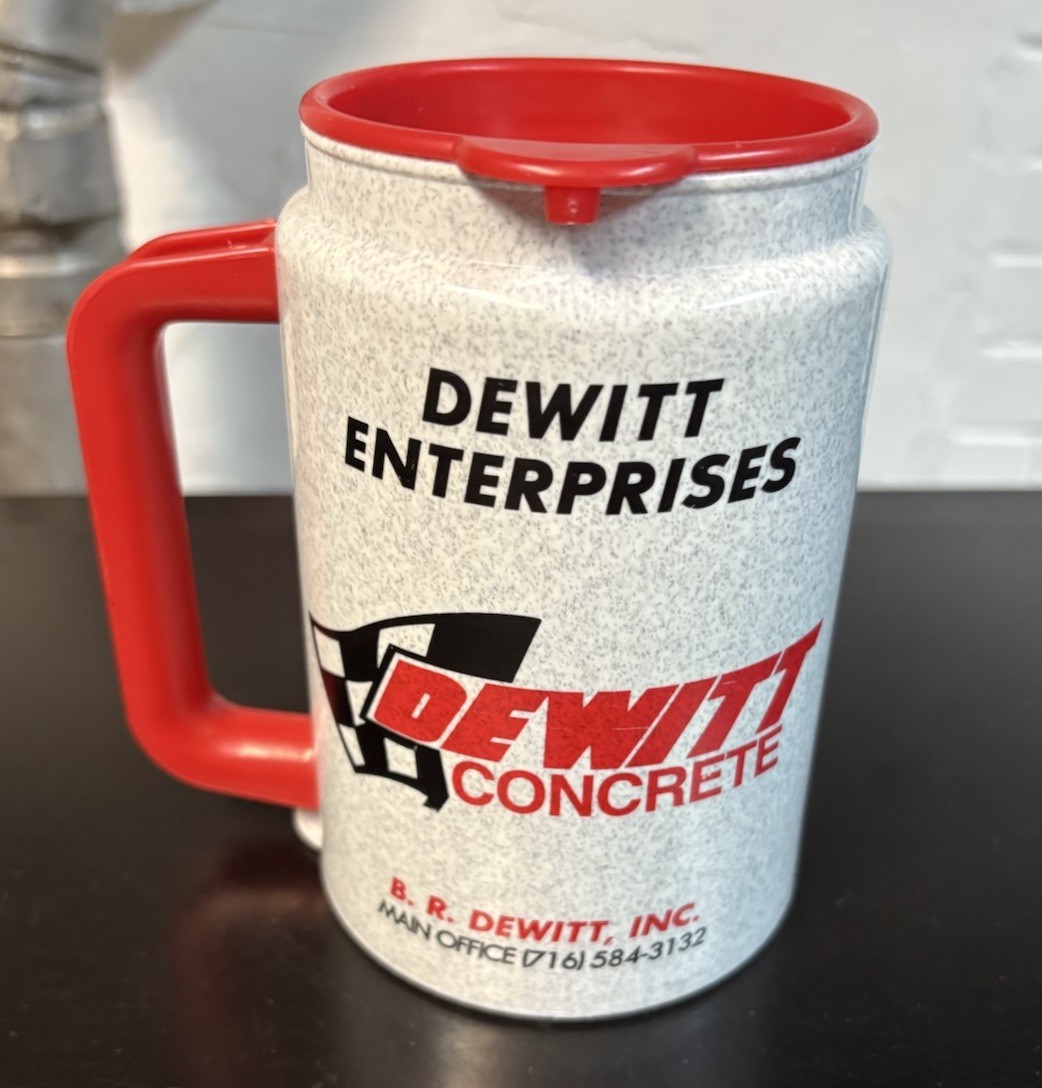 DEWITT
ENTERPRISES
DEWITT
CONCRETE
B. R. DEWITT, INC.
MAIN OFFICE (716) 584-3132